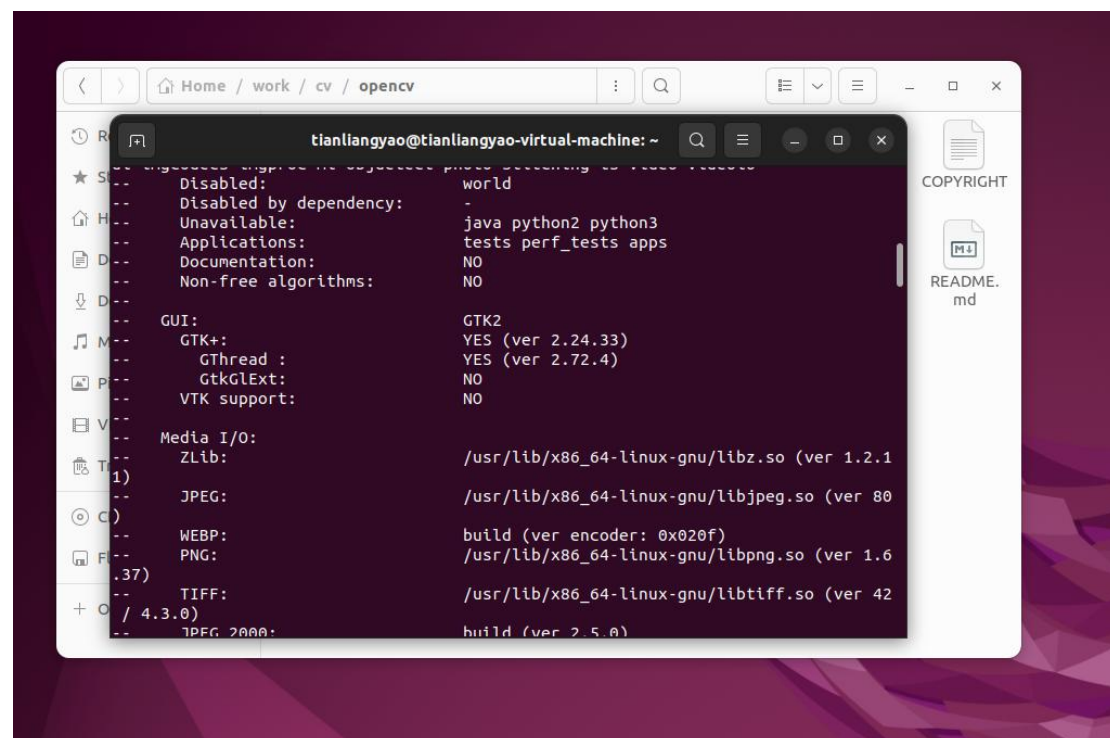 Home / work / cv / opencv
tianliangyao@tianliangyao-virtual-machine: ~
COPYRIGHT
README.
md
-- Disabled: world
-- Disabled by dependency: -
-- Unavailable: java python2 python3
-- Applications: tests perf_tests apps
-- Documentation: NO
-- Non-free algorithms: NO
--
-- GUI: GTK2
-- GTK+: YES (ver 2.24.33)
-- GThread : YES (ver 2.72.4)
-- GtkGlExt: NO
-- VTK support: NO
--
-- Media I/O:
-- ZLib: /usr/lib/x86_64-linux-gnu/libz.so (ver 1.2.1
1)
-- JPEG: /usr/lib/x86_64-linux-gnu/libjpeg.so (ver 80
)
-- WEBP: build (ver encoder: 0x020f)
-- PNG: /usr/lib/x86_64-linux-gnu/libpng.so (ver 1.6
.37)
-- TIFF: /usr/lib/x86_64-linux-gnu/libtiff.so (ver 42
/ 4.3.0)
-- JPEG 2000: build (ver 2.5.0)